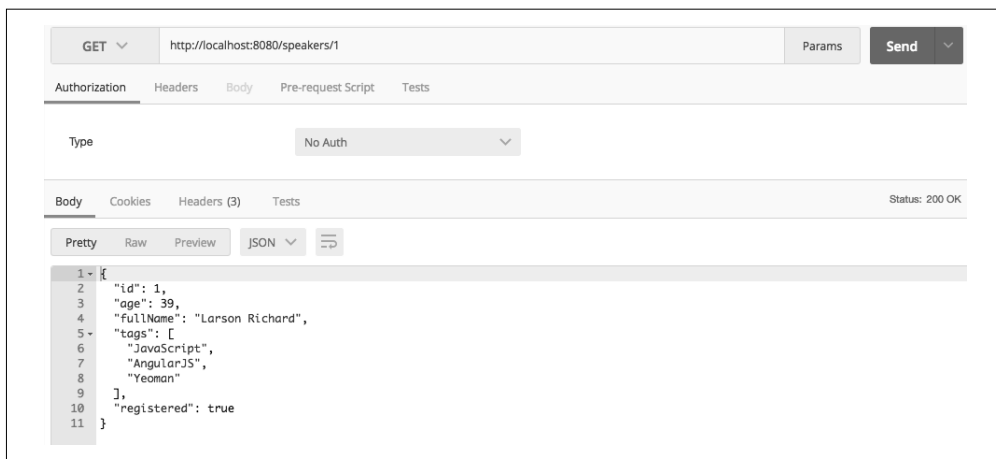 GET http://localhost:8080/speakers/1 Params Send
Authorization Headers Body Pre-request Script Tests
Type No Auth
Body Cookies Headers (3) Tests Status: 200 OK
Pretty Raw Preview JSON
1 {
2 "id": 1,
3 "age": 39,
4 "fullName": "Larson Richard",
5 "tags": [
6 "JavaScript",
7 "AngularJS",
8 "Yeoman"
9 ],
10 "registered": true
11 }